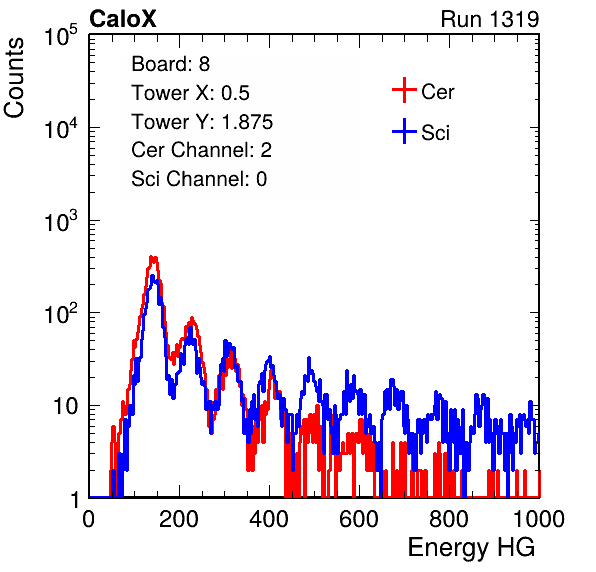 CaloX Run 1319
Counts
10^5
10^4
10^3
10^2
10
1
Board: 8
Tower X: 0.5
Tower Y: 1.875
Cer Channel: 2
Sci Channel: 0
Cer
Sci
0 200 400 600 800 1000
Energy HG